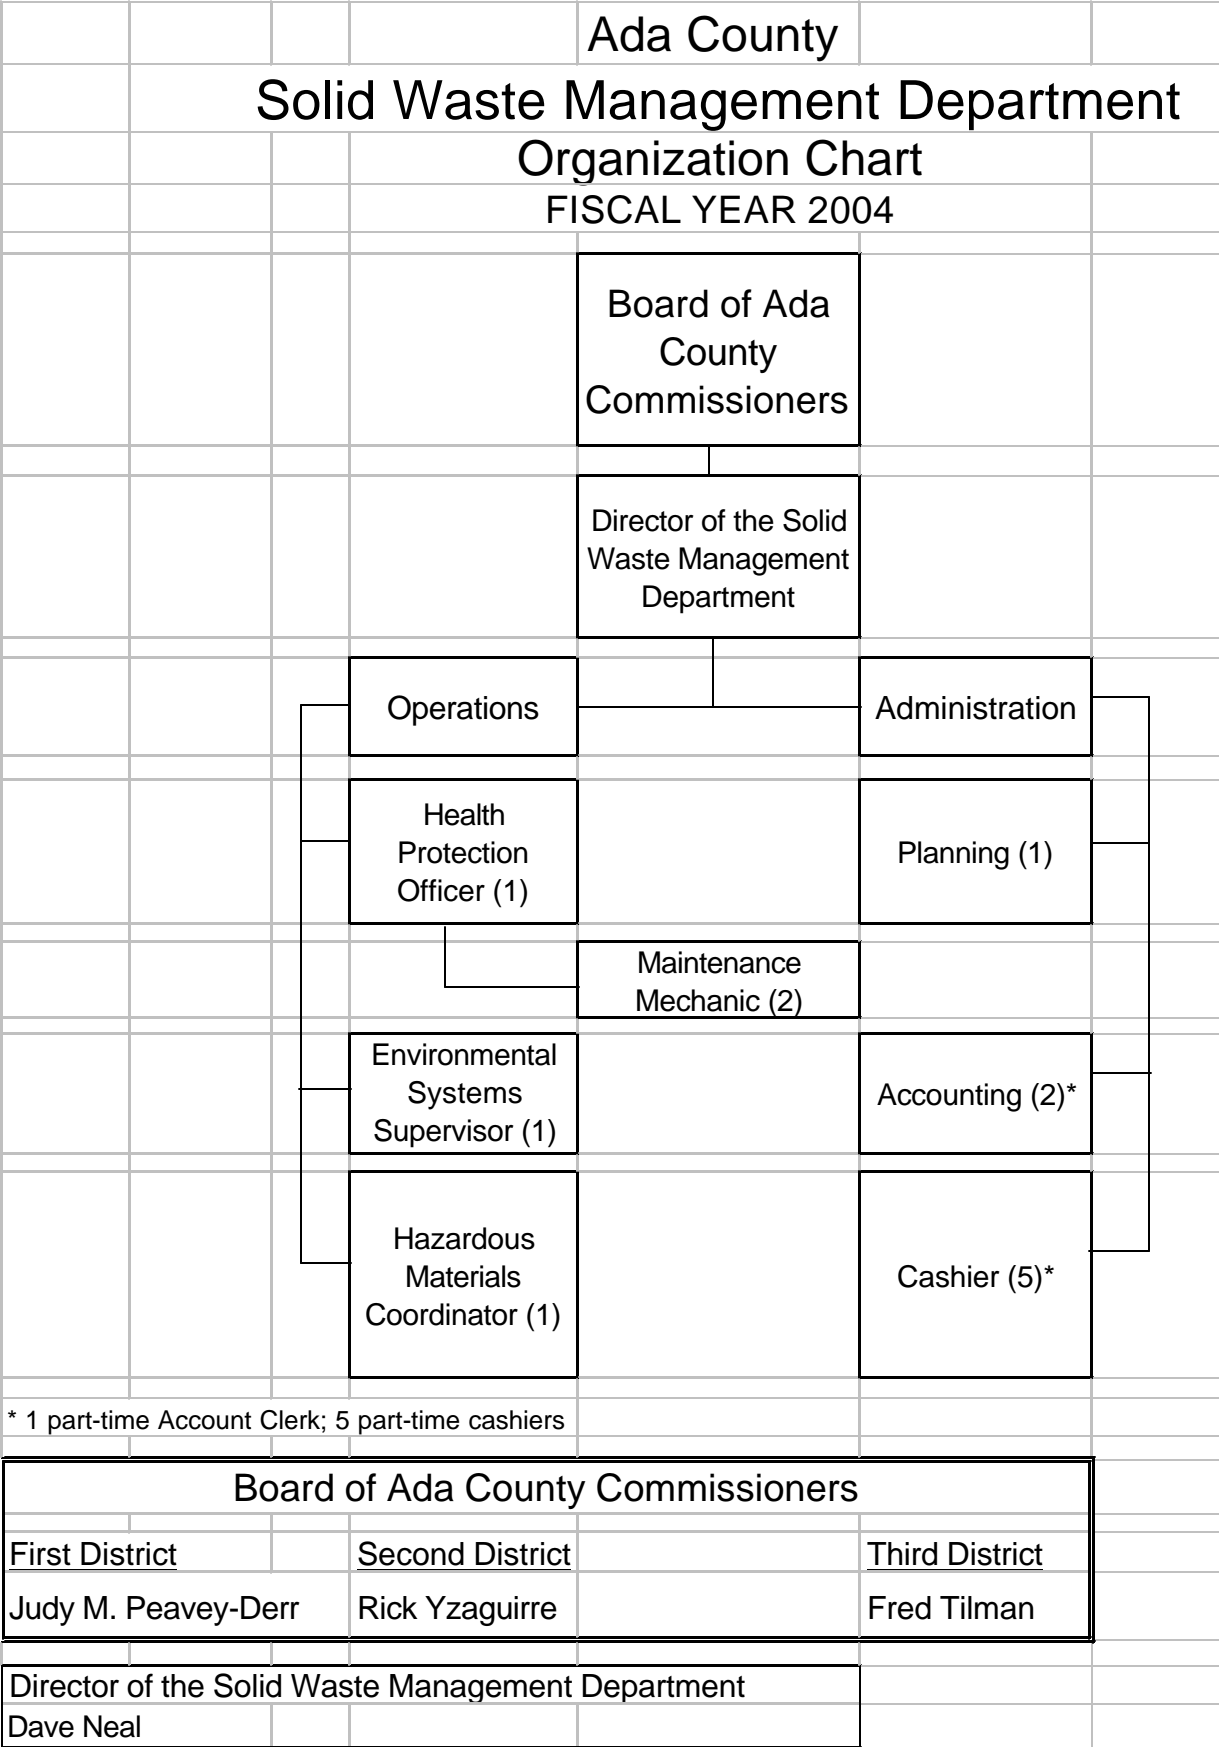 Ada County
Solid Waste Management Department
Organization Chart
FISCAL YEAR 2004
Board of Ada
County
Commissioners
Director of the Solid
Waste Management
Department
Operations
Administration
Health
Protection
Officer (1)
Planning (1)
Maintenance
Mechanic (2)
Environmental
Systems
Supervisor (1)
Accounting (2)*
Hazardous
Materials
Coordinator (1)
Cashier (5)*
* 1 part-time Account Clerk; 5 part-time cashiers
Board of Ada County Commissioners
First District Second District Third District
Judy M. Peavey-Derr Rick Yzaguirre Fred Tilman
Director of the Solid Waste Management Department
Dave Neal